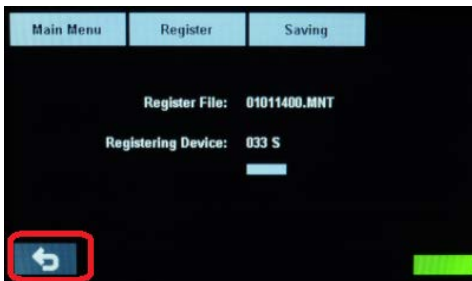 Main Menu Register Saving
Register File: 01011400.MNT
Registering Device: 033 S